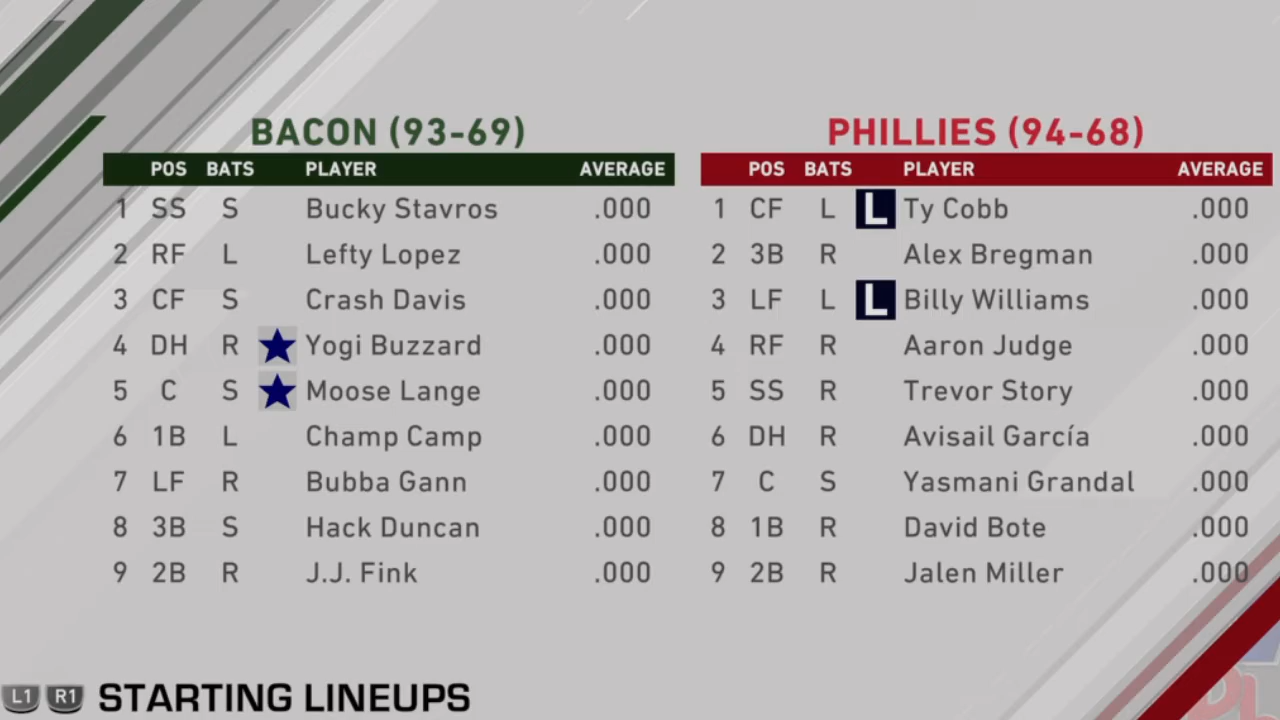 BACON (93-69)
POS BATS PLAYER AVERAGE
1 SS S Bucky Stavros .000
2 RF L Lefty Lopez .000
3 CF S Crash Davis .000
4 DH R Yogi Buzzard .000
5 C S Moose Lange .000
6 1B L Champ Camp .000
7 LF R Bubba Gann .000
8 3B S Hack Duncan .000
9 2B R J.J. Fink .000
PHILLIES (94-68)
POS BATS PLAYER AVERAGE
1 CF L L Ty Cobb .000
2 3B R Alex Bregman .000
3 LF L L Billy Williams .000
4 RF R Aaron Judge .000
5 SS R Trevor Story .000
6 DH R Avisail García .000
7 C S Yasmani Grandal .000
8 1B R David Bote .000
9 2B R Jalen Miller .000
L1 R1 STARTING LINEUPS